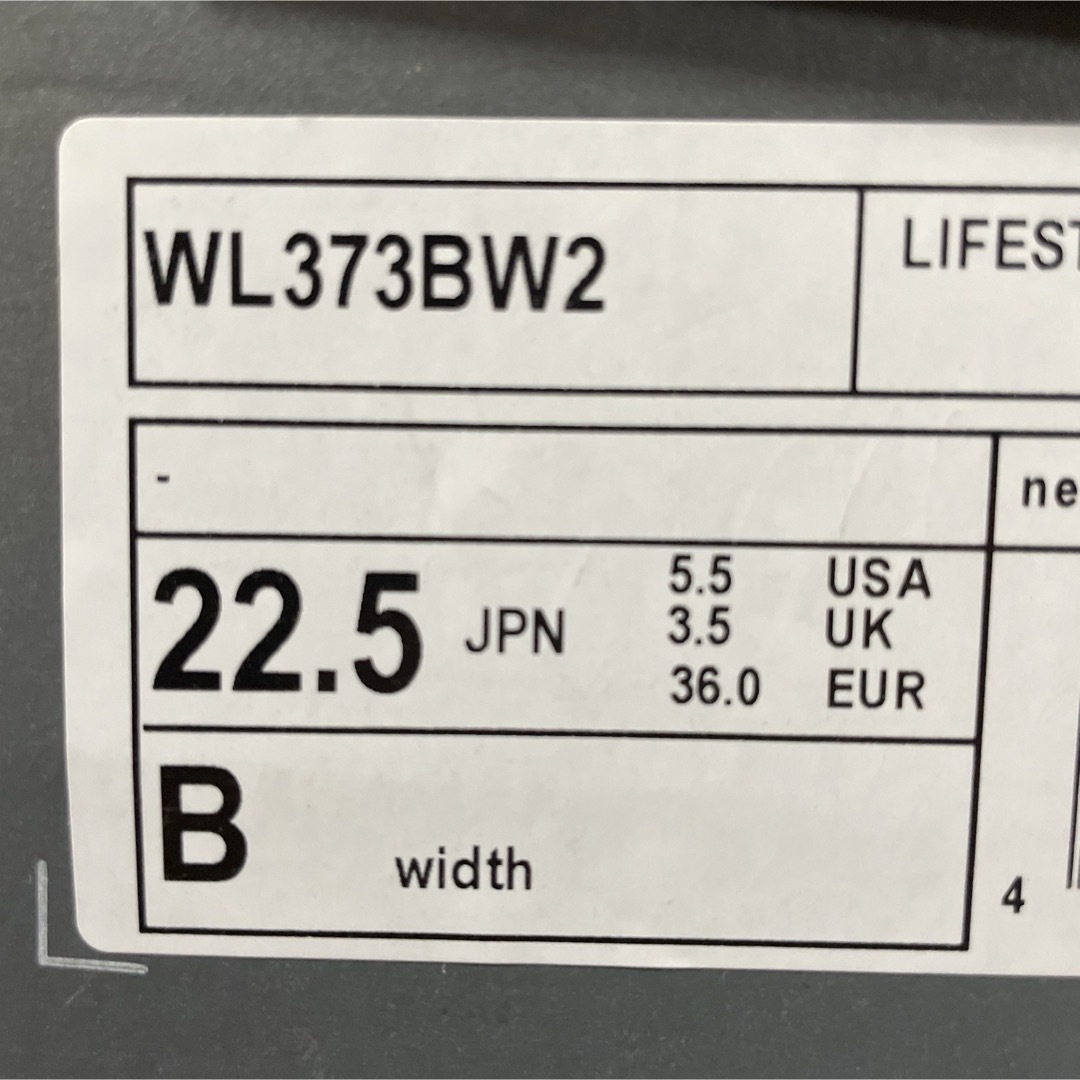 WL373BW2
LIFEST
-
ne
22.5 JPN
5.5 USA
3.5 UK
36.0 EUR
B width
4